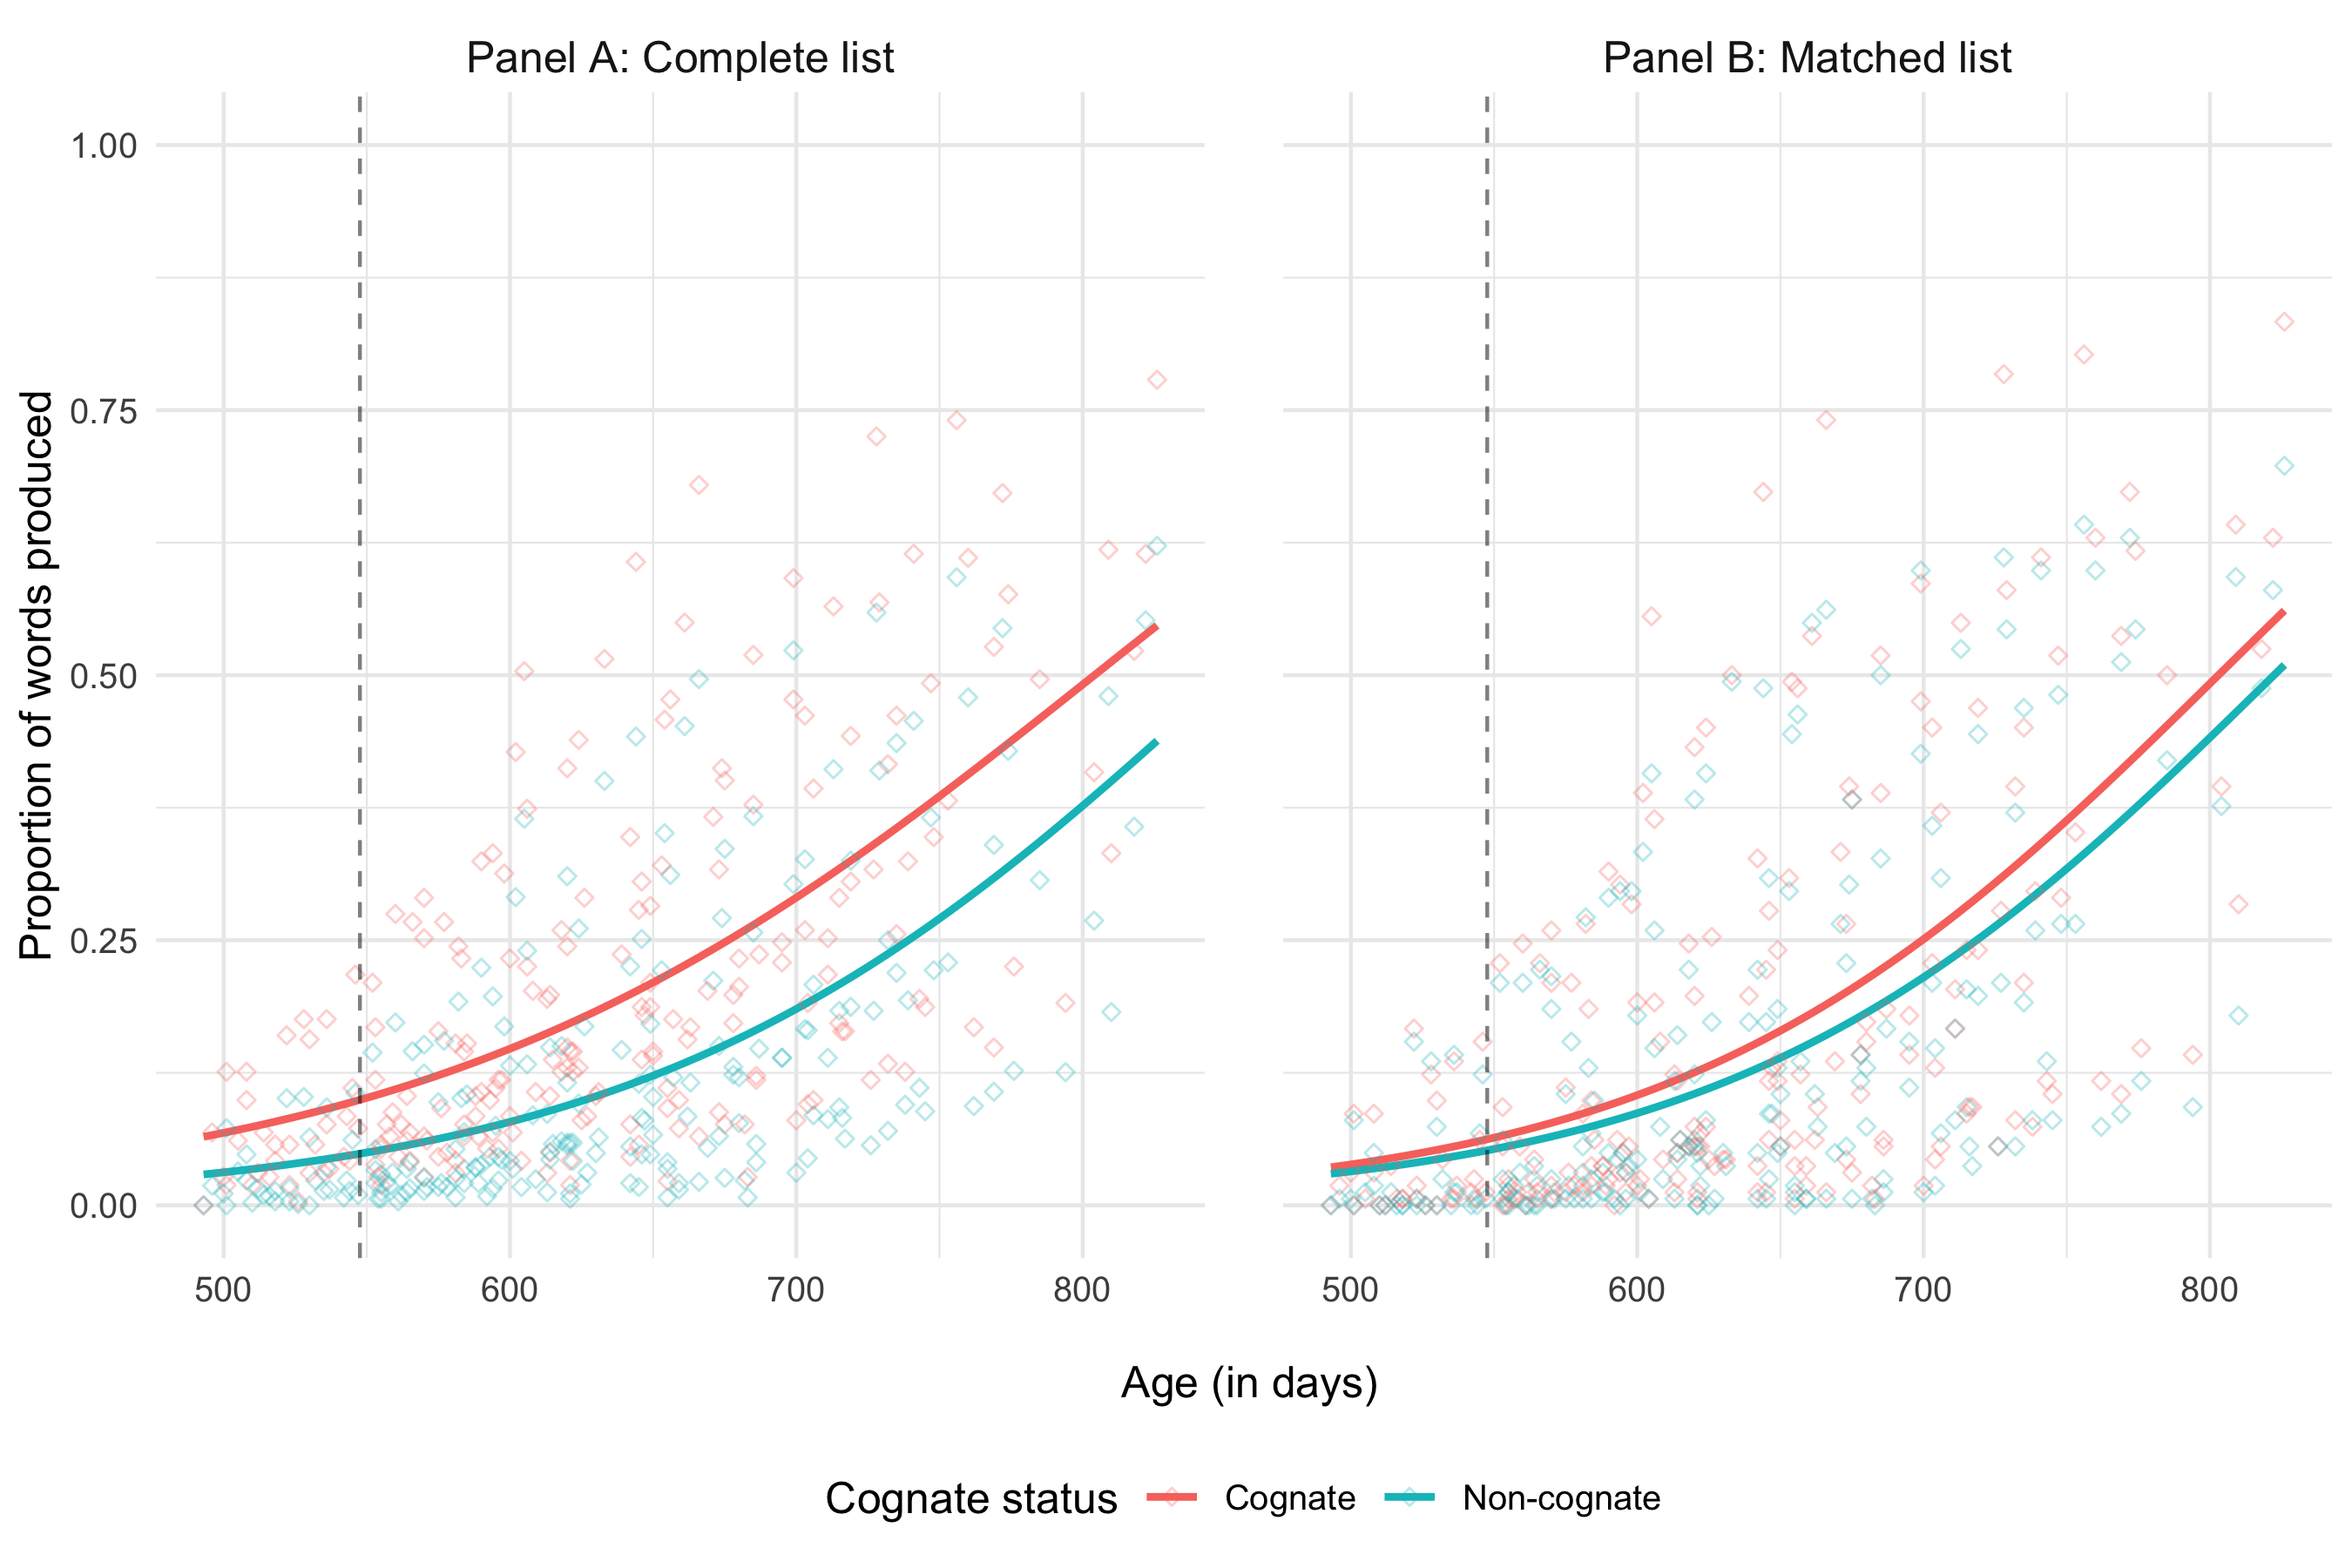 Panel A: Complete list
Panel B: Matched list
Proportion of words produced
1.00
0.75
0.50
0.25
0.00
500 600 700 800
500 600 700 800
Age (in days)
Cognate status Cognate Non-cognate